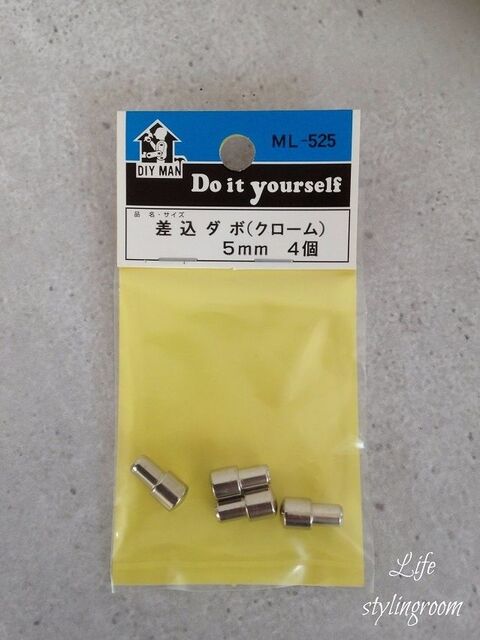 ML-525
DIY MAN
Do it yourself
品名・サイズ
差込ダボ(クローム)
5mm 4個
Life
stylingroom